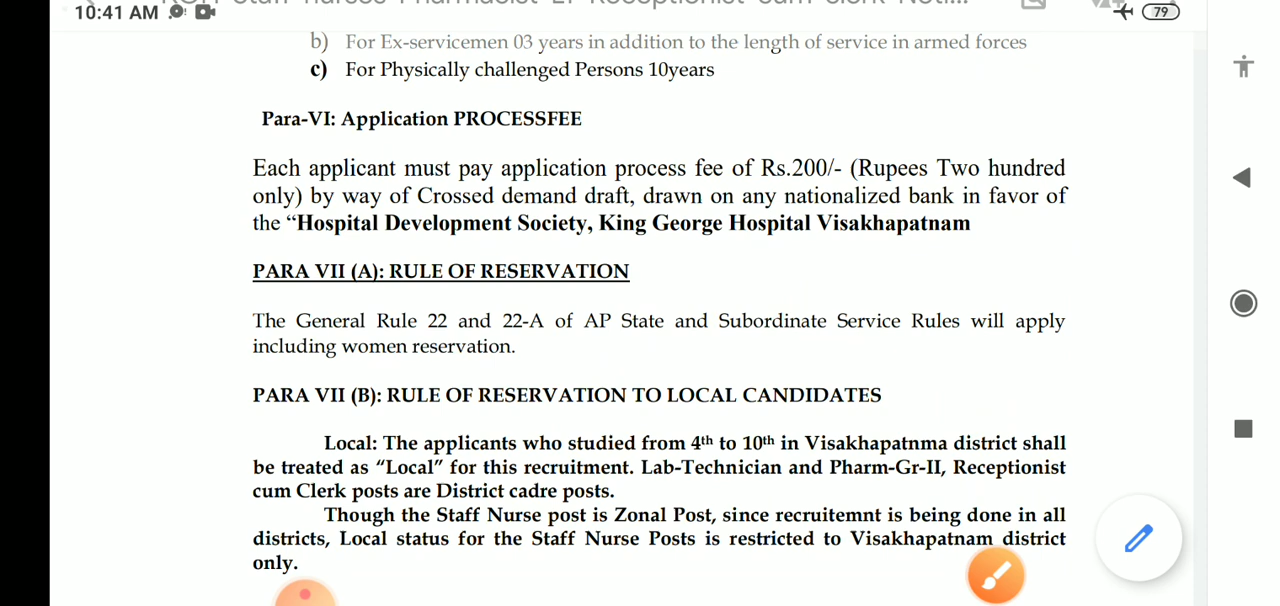 10:41 AM
79
b) For Ex-servicemen 03 years in addition to the length of service in armed forces
c) For Physically challenged Persons 10years
Para-VI: Application PROCESSFEE
Each applicant must pay application process fee of Rs.200/- (Rupees Two hundred
only) by way of Crossed demand draft, drawn on any nationalized bank in favor of
the “Hospital Development Society, King George Hospital Visakhapatnam
PARA VII (A): RULE OF RESERVATION
The General Rule 22 and 22-A of AP State and Subordinate Service Rules will apply
including women reservation.
PARA VII (B): RULE OF RESERVATION TO LOCAL CANDIDATES
Local: The applicants who studied from 4th to 10th in Visakhapatnma district shall
be treated as “Local” for this recruitment. Lab-Technician and Pharm-Gr-II, Receptionist
cum Clerk posts are District cadre posts.
Though the Staff Nurse post is Zonal Post, since recruitemnt is being done in all
districts, Local status for the Staff Nurse Posts is restricted to Visakhapatnam district
only.